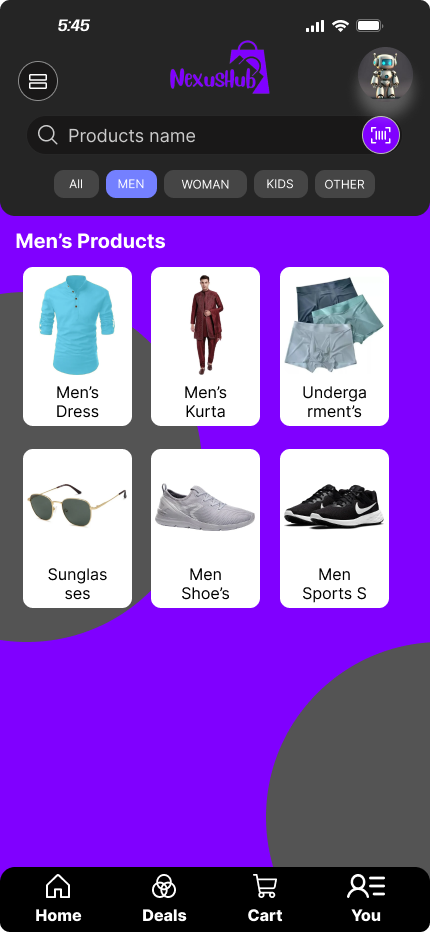 5:45
NexusHub
Products name
All
MEN
WOMAN
KIDS
OTHER
Men’s Products
Men’s
Dress
Men’s
Kurta
Underga
rment’s
Sunglas
ses
Men
Shoe’s
Men
Sports S
Home
Deals
Cart
You